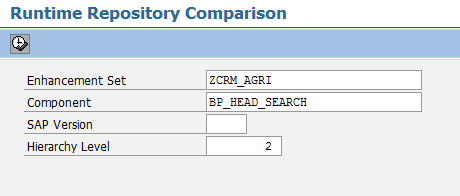 Runtime Repository Comparison
Enhancement Set ZCRM_AGRI
Component BP_HEAD_SEARCH
SAP Version
Hierarchy Level 2